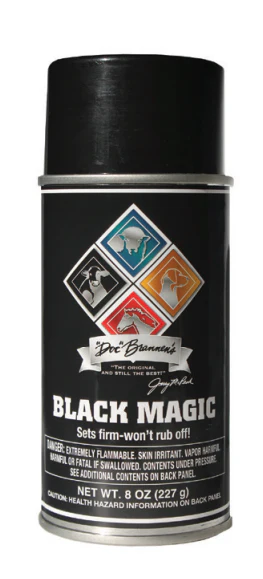 "Doc" Brannen's
"THE ORIGINAL
AND STILL THE BEST!"
BLACK MAGIC
Sets firm-won't rub off!
DANGER: EXTREMELY FLAMMABLE. SKIN IRRITANT. VAPOR HARMFUL.
HARMFUL OR FATAL IF SWALLOWED. CONTENTS UNDER PRESSURE.
SEE ADDITIONAL CONTENTS ON BACK PANEL.
NET WT. 8 OZ (227 g)
CAUTION: HEALTH HAZARD INFORMATION ON BACK PANEL